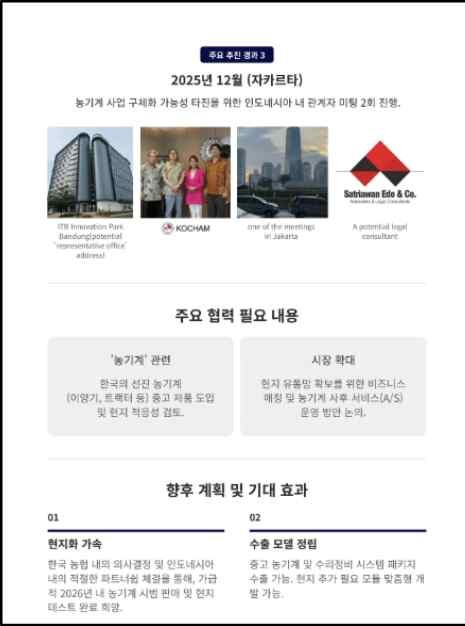 주요 추진 경과 3
2025년 12월 (자카르타)
농기계 사업 구체화 가능성 타진을 위한 인도네시아 내 관계자 미팅 2회 진행.
ITB Innovation Park
Bandung(potential
'representative office'
address)
KOCHAM
one of the meetings
in Jakarta
Satriawan Edo & Co.
Advocates & Legal Consultants
A potential legal
consultant
주요 협력 필요 내용
'농기계' 관련
한국의 선진 농기계
(이앙기, 트랙터 등) 중고 제품 도입
및 현지 적응성 검토.
시장 확대
현지 유통망 확보를 위한 비즈니스
매칭 및 농기계 사후 서비스(A/S)
운영 방안 논의.
향후 계획 및 기대 효과
01
현지화 가속
한국 농협 내의 의사결정 및 인도네시아
내의 적절한 파트너쉽 체결을 통해, 가급
적 2026년 내 농기계 시범 판매 및 현지
테스트 완료 희망.
02
수출 모델 정립
중고 농기계 및 수리정비 시스템 패키지
수출 가능. 현지 추가 필요 모듈 맞춤형 개
발 가능.